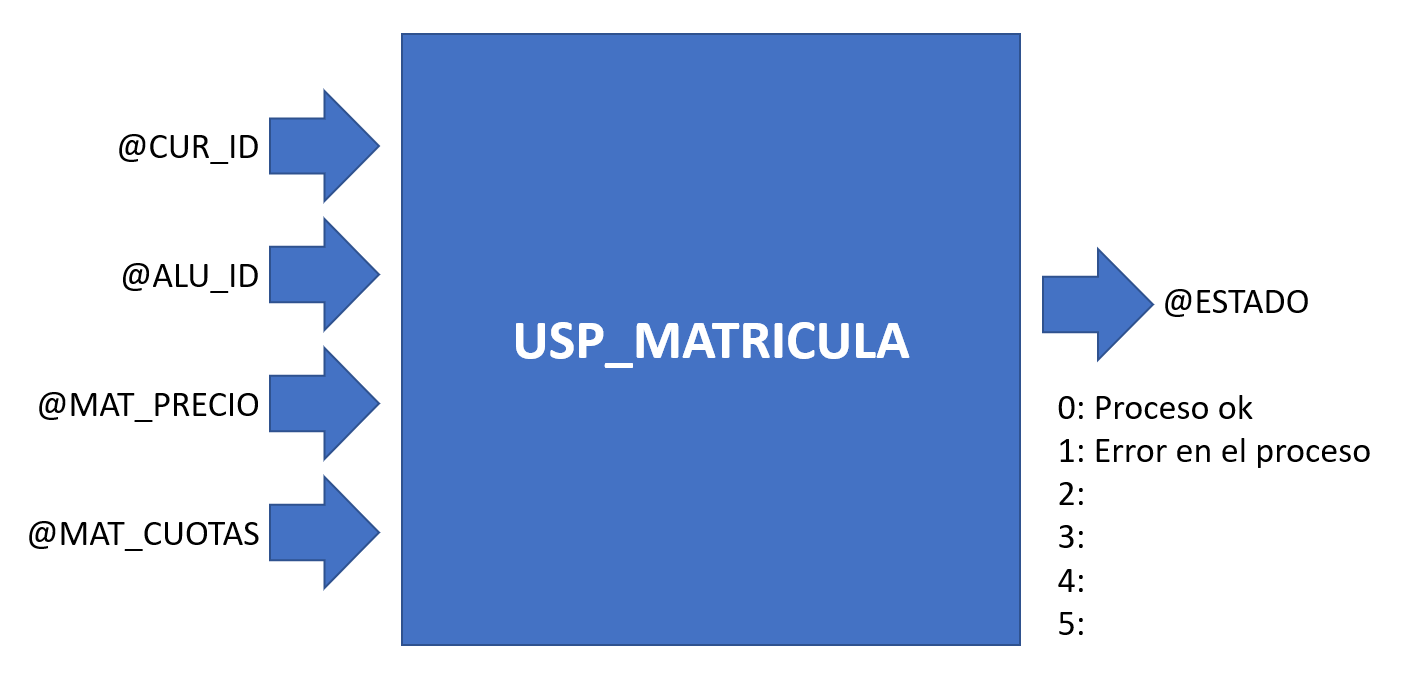 @CUR_ID
@ALU_ID
@MAT_PRECIO
@MAT_CUOTAS
USP_MATRICULA
@ESTADO
0: Proceso ok
1: Error en el proceso
2:
3:
4:
5: